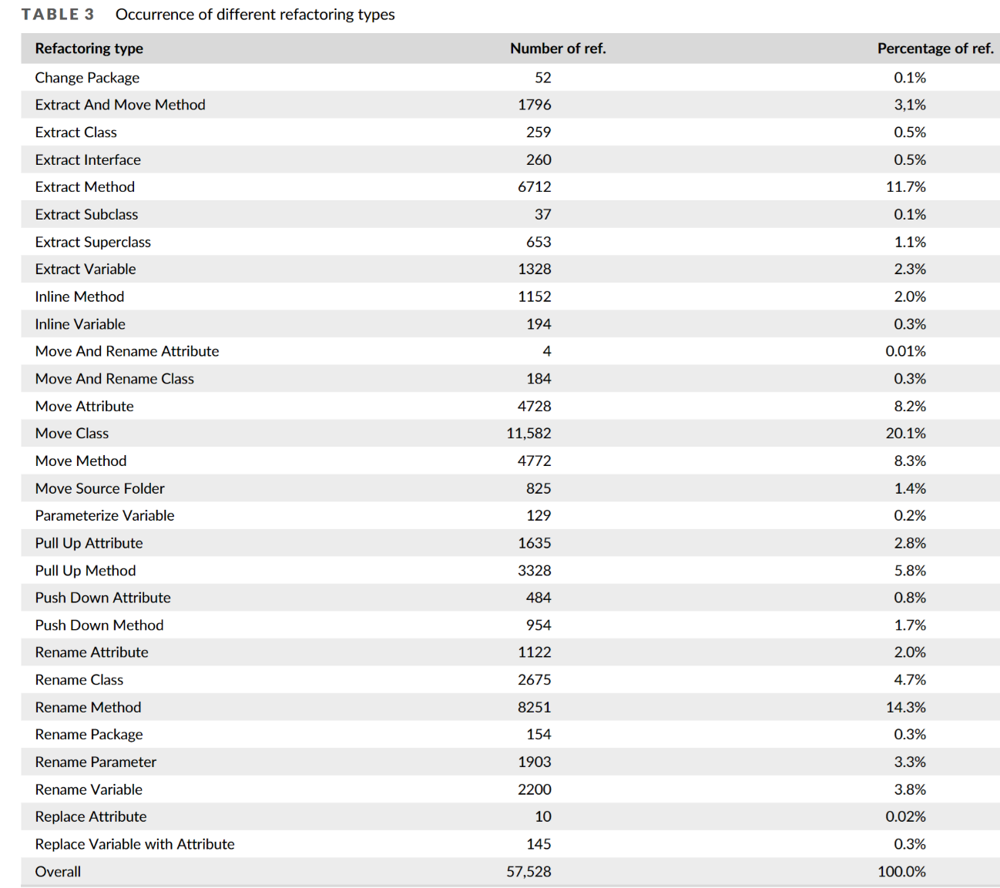 TABLE 3 Occurrence of different refactoring types
Refactoring type Number of ref. Percentage of ref.
Change Package 52 0.1%
Extract And Move Method 1796 3,1%
Extract Class 259 0.5%
Extract Interface 260 0.5%
Extract Method 6712 11.7%
Extract Subclass 37 0.1%
Extract Superclass 653 1.1%
Extract Variable 1328 2.3%
Inline Method 1152 2.0%
Inline Variable 194 0.3%
Move And Rename Attribute 4 0.01%
Move And Rename Class 184 0.3%
Move Attribute 4728 8.2%
Move Class 11,582 20.1%
Move Method 4772 8.3%
Move Source Folder 825 1.4%
Parameterize Variable 129 0.2%
Pull Up Attribute 1635 2.8%
Pull Up Method 3328 5.8%
Push Down Attribute 484 0.8%
Push Down Method 954 1.7%
Rename Attribute 1122 2.0%
Rename Class 2675 4.7%
Rename Method 8251 14.3%
Rename Package 154 0.3%
Rename Parameter 1903 3.3%
Rename Variable 2200 3.8%
Replace Attribute 10 0.02%
Replace Variable with Attribute 145 0.3%
Overall 57,528 100.0%